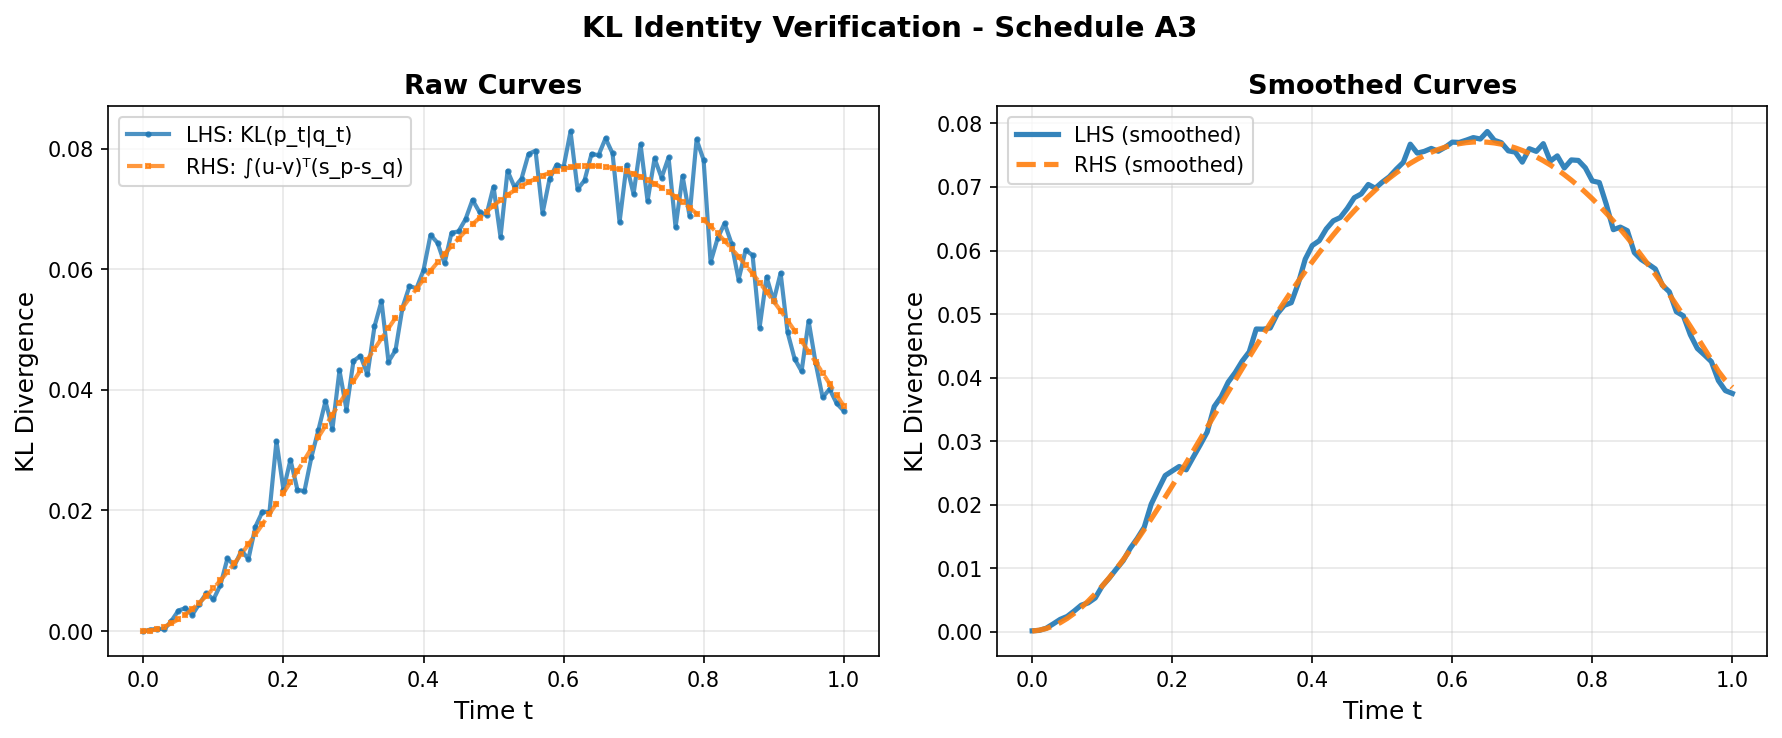 KL Identity Verification - Schedule A3
Raw Curves
LHS: KL(p_t|q_t)
RHS: ∫(u-v)ᵀ(s_p-s_q)
KL Divergence
0.08
0.06
0.04
0.02
0.00
0.0 0.2 0.4 0.6 0.8 1.0
Time t
Smoothed Curves
LHS (smoothed)
RHS (smoothed)
KL Divergence
0.08
0.07
0.06
0.05
0.04
0.03
0.02
0.01
0.00
0.0 0.2 0.4 0.6 0.8 1.0
Time t